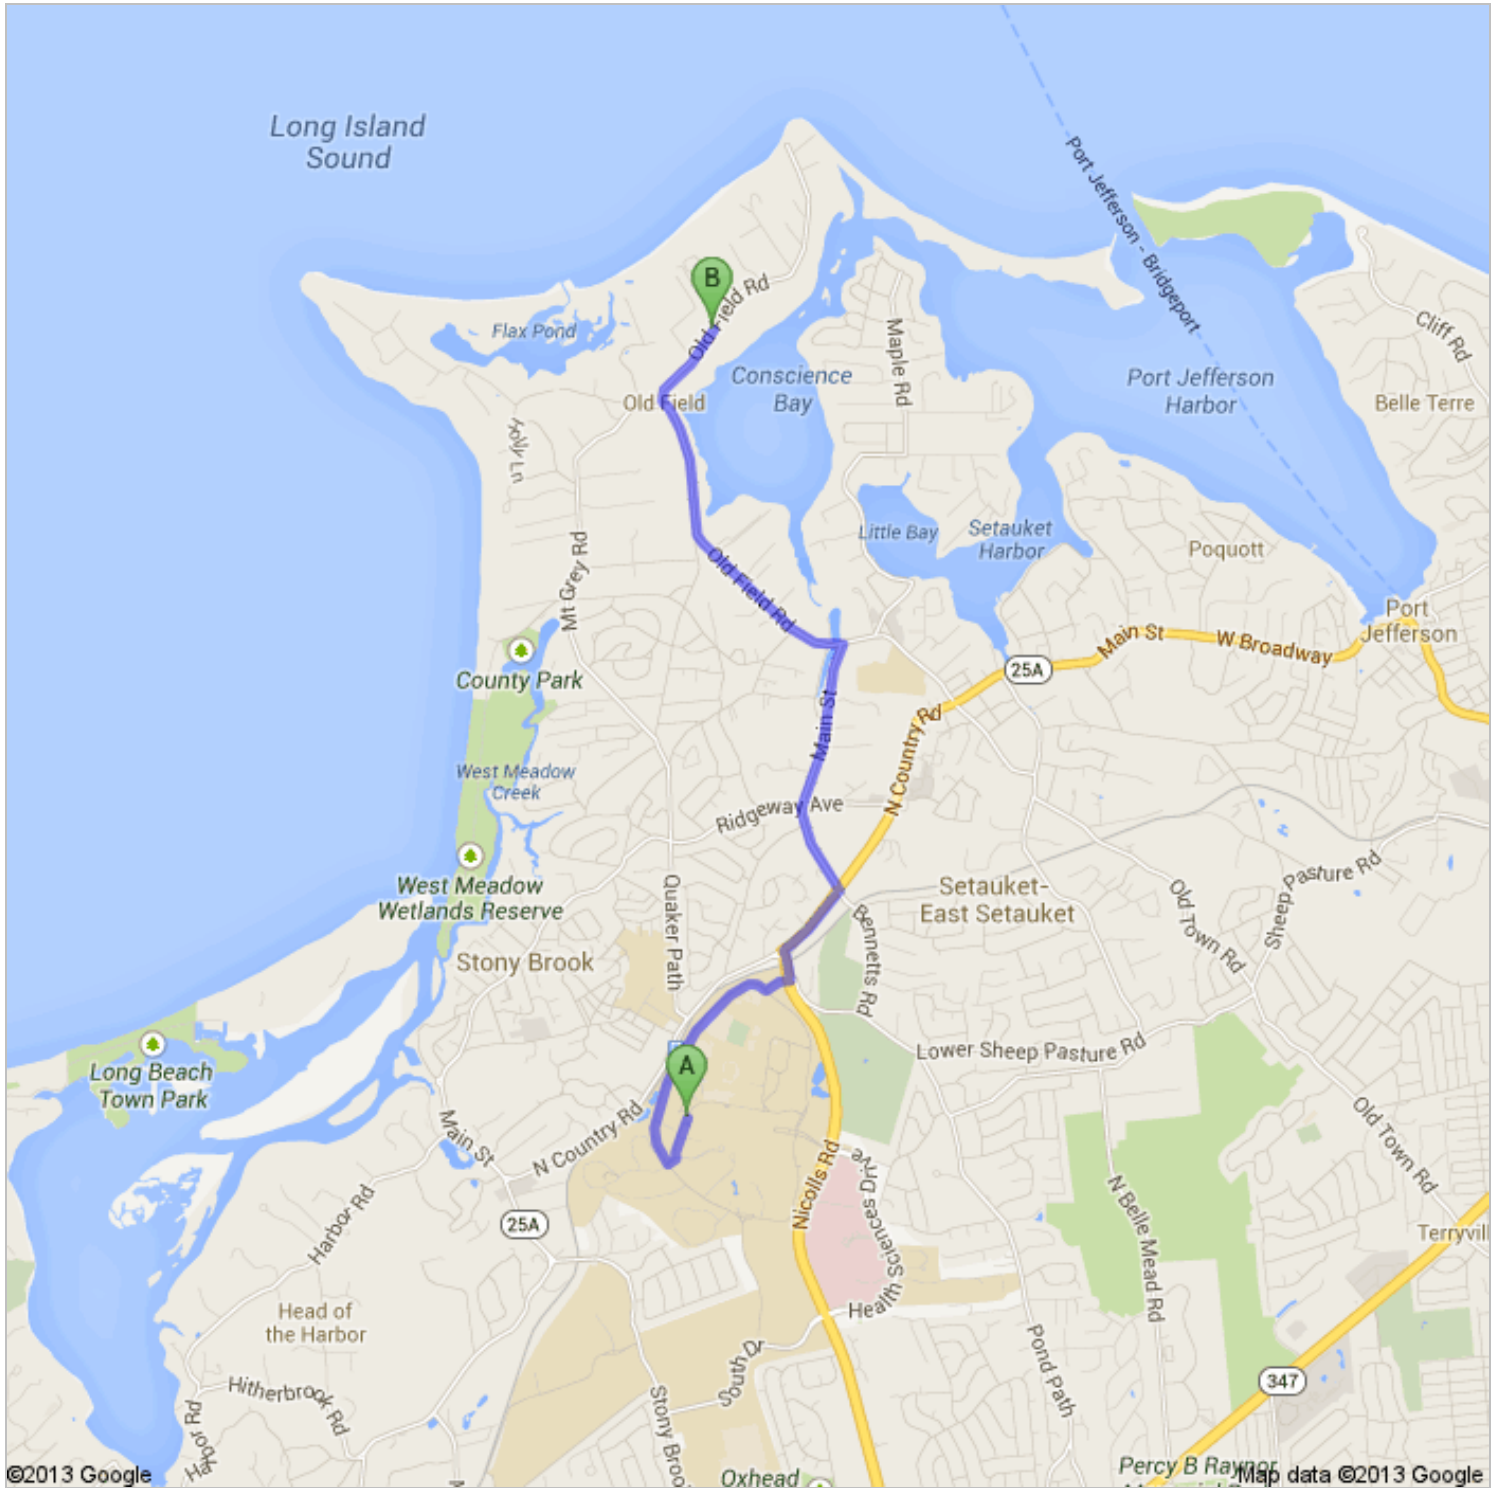 Long Island
Sound
Port Jefferson - Bridgeport
B
Old Field Rd
Flax Pond
Maple Rd
Cliff Rd
Conscience
Bay
Port Jefferson
Harbor
Old Field
Belle Terre
Little Bay
Setauket
Harbor
Poquott
Mt Grey Rd
Old Field Rd
Port
Jefferson
Main St
W Broadway
25A
County Park
Main St
N Country Rd
West Meadow
Creek
Ridgeway Ave
West Meadow
Wetlands Reserve
Quaker Path
Setauket-
East Setauket
Bennetts Rd
Old Town Rd
Sheep Pasture Rd
Stony Brook
Long Beach
Town Park
A
Lower Sheep Pasture Rd
Main St
N Country Rd
Nicolls Rd
Health Sciences Drive
Old Town Rd
N Belle Mead Rd
Harbor Rd
25A
Terryvil
Head of
the Harbor
South Dr
Pond Path
Hitherbrook Rd
347
Harbor Rd
Stony Brook
Oxhead
Percy B Raynor
©2013 Google
Map data ©2013 Google